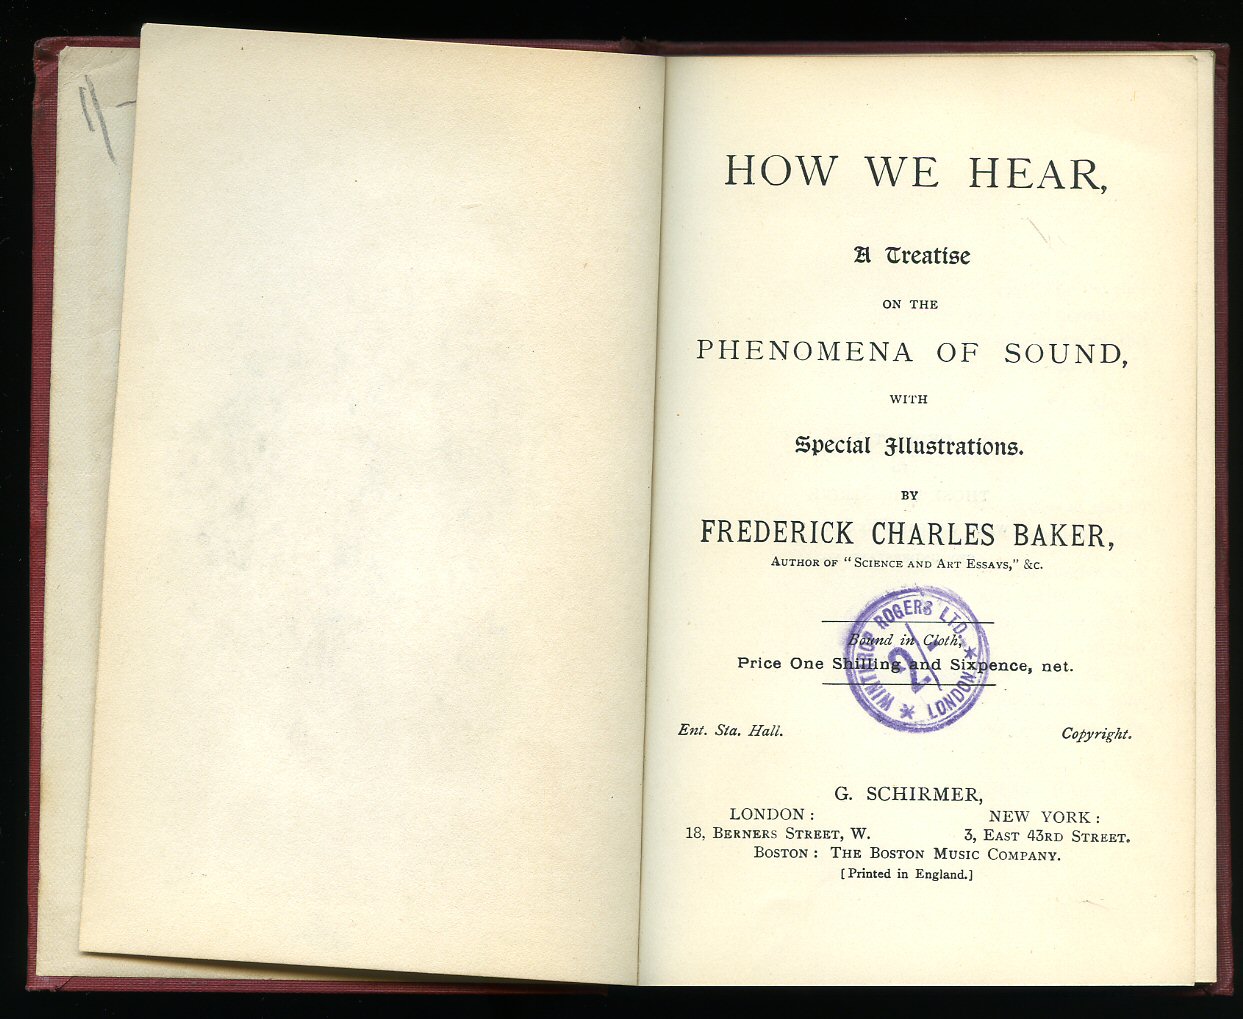 HOW WE HEAR,
A Treatise
ON THE
PHENOMENA OF SOUND,
WITH
Special Illustrations.
BY
FREDERICK CHARLES BAKER,
AUTHOR OF "SCIENCE AND ART ESSAYS," &c.
Bound in Cloth,
Price One Shilling and Sixpence, net.
WINTHROP ROGERS LTD. * LONDON *
2/-
Ent. Sta. Hall.
Copyright.
G. SCHIRMER,
LONDON:
NEW YORK:
18, BERNERS STREET, W.
3, EAST 43RD STREET.
BOSTON: THE BOSTON MUSIC COMPANY.
[Printed in England.]